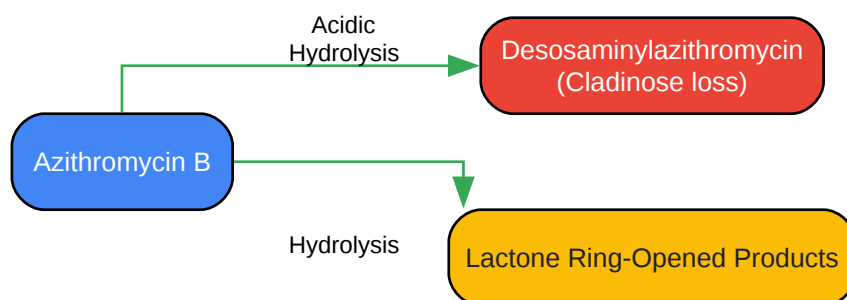 Acidic
Hydrolysis
Desosaminylazithromycin
(Cladinose loss)
Azithromycin B
Hydrolysis
Lactone Ring-Opened Products